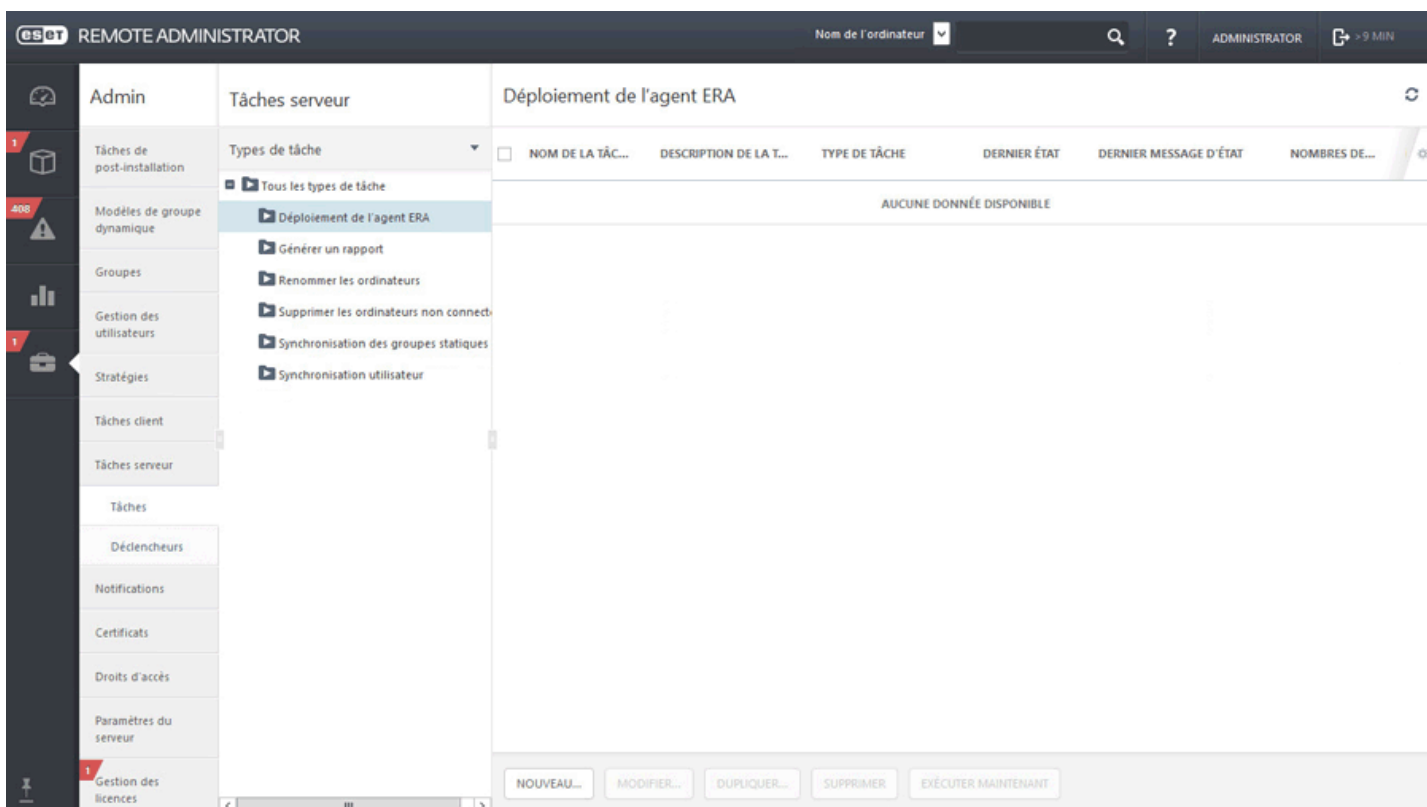 eset REMOTE ADMINISTRATOR
Nom de l'ordinateur
?
ADMINISTRATOR
>9 MIN
1
408
1
Admin
Tâches de
post-installation
Modèles de groupe
dynamique
Groupes
Gestion des
utilisateurs
Stratégies
Tâches client
Tâches serveur
Tâches
Déclencheurs
Notifications
Certificats
Droits d'accès
Paramètres du
serveur
1
Gestion des
licences
Tâches serveur
Types de tâche
Tous les types de tâche
Déploiement de l'agent ERA
Générer un rapport
Renommer les ordinateurs
Supprimer les ordinateurs non connect
Synchronisation des groupes statiques
Synchronisation utilisateur
Déploiement de l'agent ERA
NOM DE LA TÂC... DESCRIPTION DE LA T... TYPE DE TÂCHE DERNIER ÉTAT DERNIER MESSAGE D'ÉTAT NOMBRES DE...
AUCUNE DONNÉE DISPONIBLE
NOUVEAU... MODIFIER... DUPLIQUER... SUPPRIMER EXÉCUTER MAINTENANT